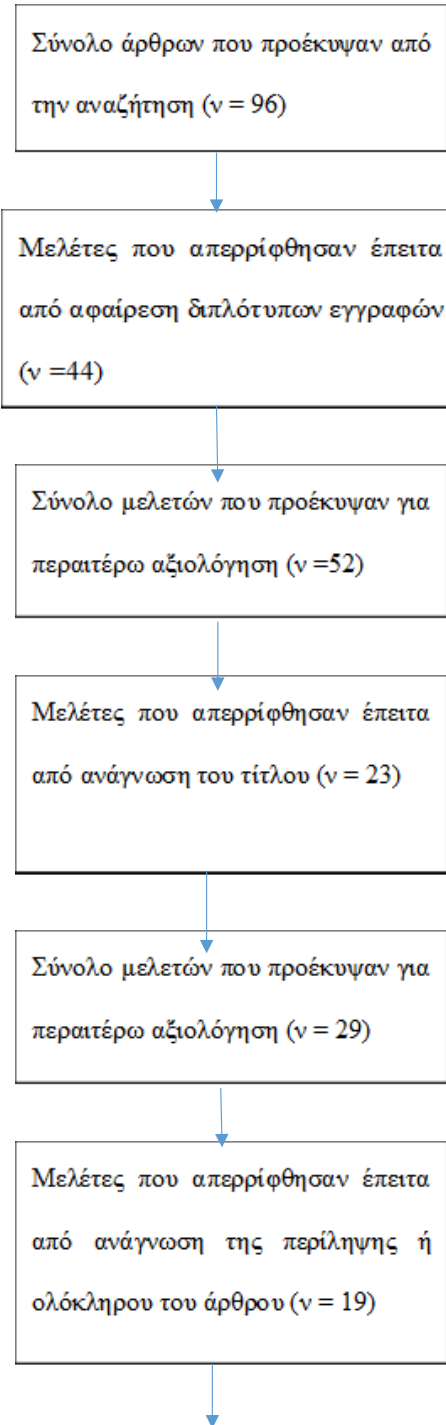 Σύνολο άρθρων που προέκυψαν από
την αναζήτηση (ν = 96)
Μελέτες που απερρίφθησαν έπειτα
από αφαίρεση διπλότυπων εγγραφών
(ν =44)
Σύνολο μελετών που προέκυψαν για
περαιτέρω αξιολόγηση (ν =52)
Μελέτες που απερρίφθησαν έπειτα
από ανάγνωση του τίτλου (ν = 23)
Σύνολο μελετών που προέκυψαν για
περαιτέρω αξιολόγηση (ν = 29)
Μελέτες που απερρίφθησαν έπειτα
από ανάγνωση της περίληψης ή
ολόκληρου του άρθρου (ν = 19)